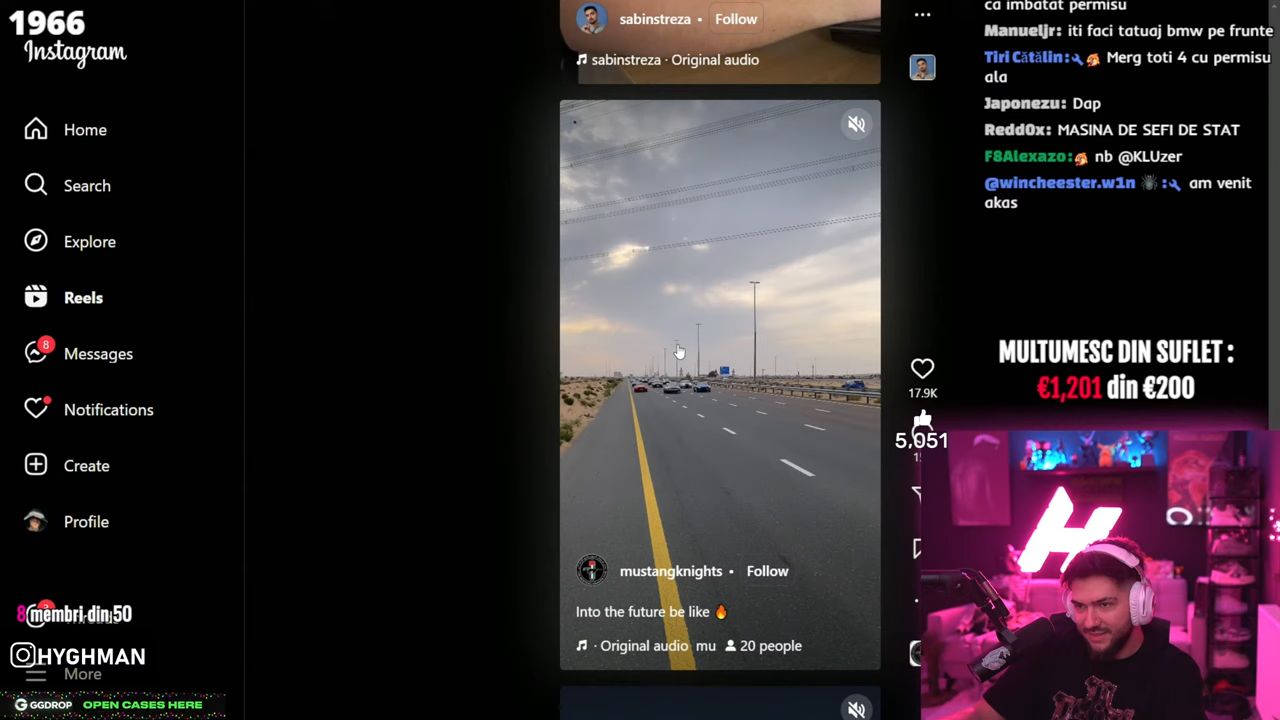 1966
Instagram
Home
Search
Explore
Reels
8
Messages
Notifications
Create
Profile
8 membri din 50
HYGHMAN
More
GGDROP OPEN CASES HERE
sabinstreza • Follow
sabinstreza · Original audio
mustangknights • Follow
Into the future be like 🔥
· Original audio mu 20 people
17.9K
5,051
ca imbatat permisu
Manueljr: iti faci tatuaj bmw pe frunte
Tiri Cătălin: Merg toti 4 cu permisu
ala
Japonezu: Dap
Redd0x: MASINA DE SEFI DE STAT
F8Alexazo: nb @KLUzer
@wincheester.w1n 🕷: am venit
akas
MULTUMESC DIN SUFLET :
€1,201 din €200